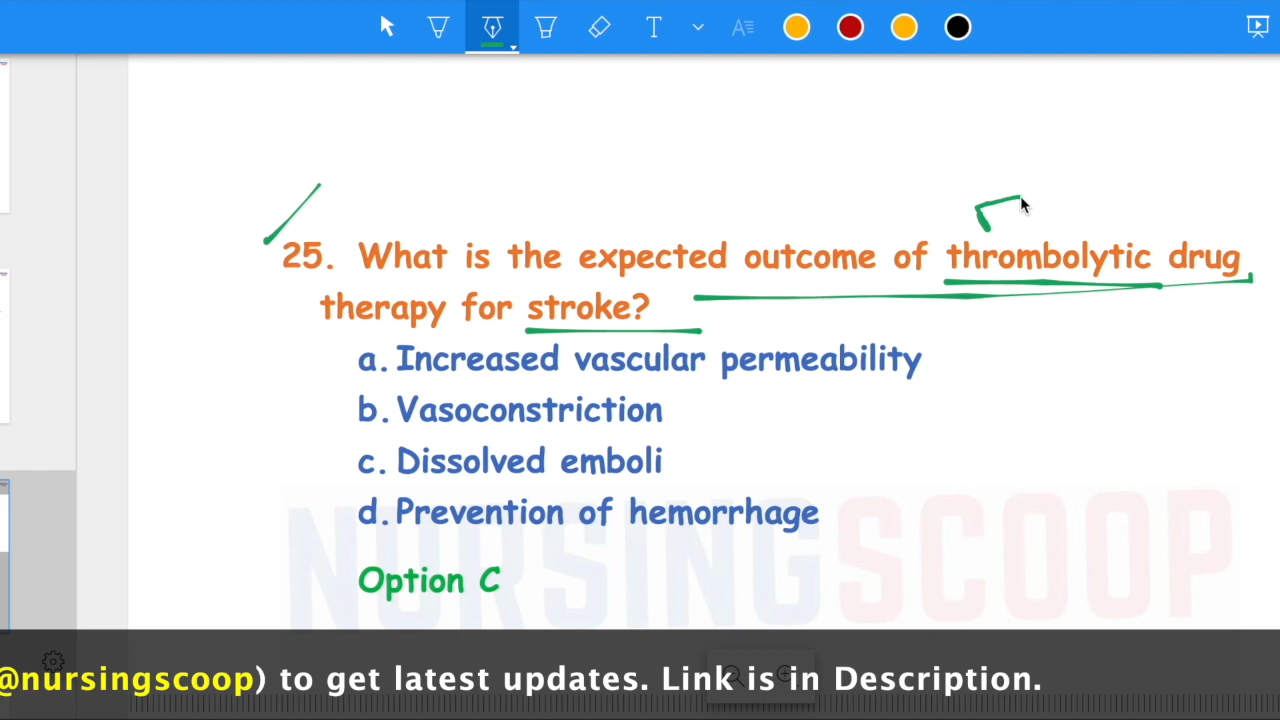 T A
25. What is the expected outcome of thrombolytic drug
therapy for stroke?
a. Increased vascular permeability
b. Vasoconstriction
c. Dissolved emboli
d. Prevention of hemorrhage
NURSINGSCOOP
Option C
@nursingscoop) to get latest updates. Link is in Description.